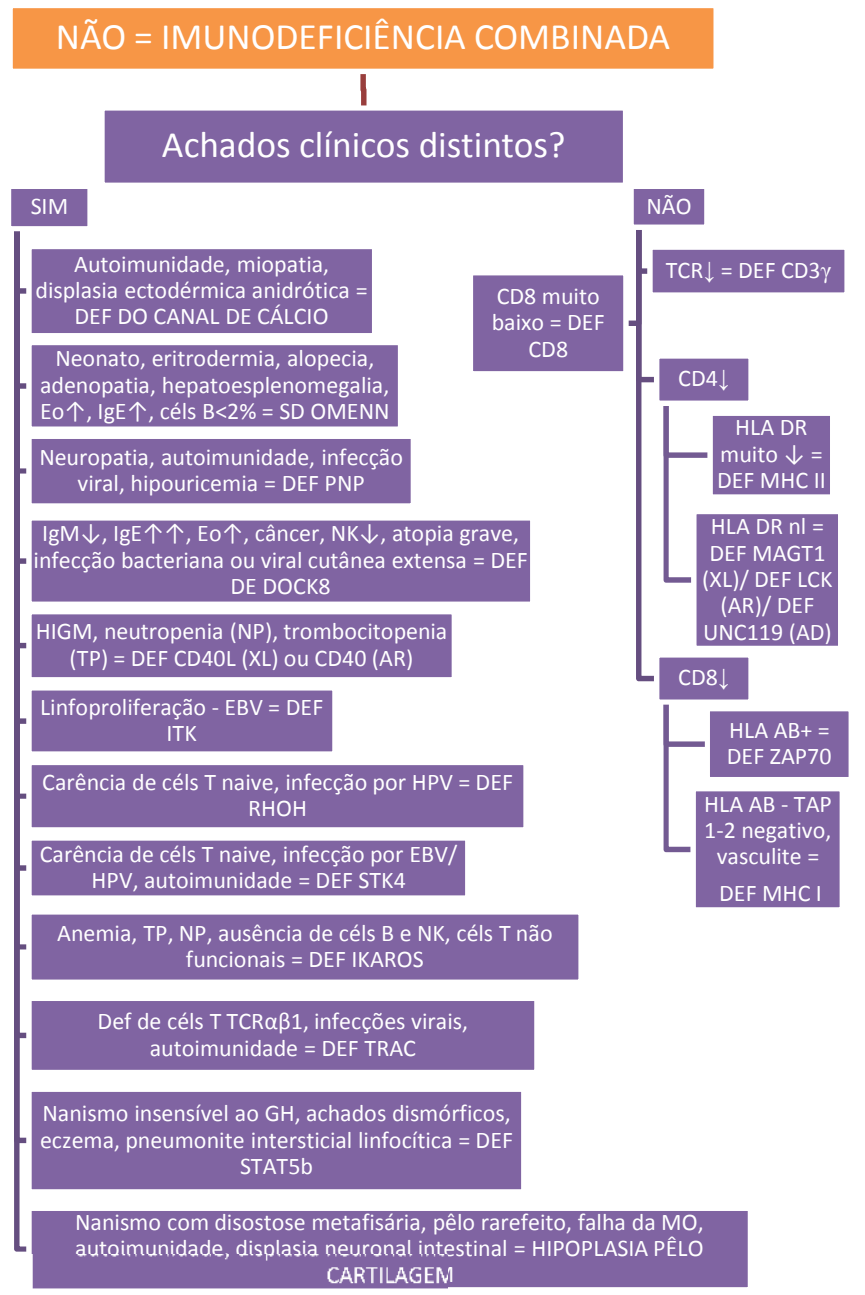 NÃO = IMUNODEFICIÊNCIA COMBINADA
Achados clínicos distintos?
SIM
Autoimunidade, miopatia,
displasia ectodérmica anidrótica =
DEF DO CANAL DE CÁLCIO
Neonato, eritrodermia, alopecia,
adenopatia, hepatoesplenomegalia,
Eo↑, IgE↑, céls B<2% = SD OMENN
Neuropatia, autoimunidade, infecção
viral, hipouricemia = DEF PNP
IgM↓, IgE↑↑, Eo↑, câncer, NK↓, atopia grave,
infecção bacteriana ou viral cutânea extensa = DEF
DE DOCK8
HIGM, neutropenia (NP), trombocitopenia
(TP) = DEF CD40L (XL) ou CD40 (AR)
Linfoproliferação - EBV = DEF
ITK
Carência de céls T naive, infecção por HPV = DEF
RHOH
Carência de céls T naive, infecção por EBV/
HPV, autoimunidade = DEF STK4
Anemia, TP, NP, ausência de céls B e NK, céls T não
funcionais = DEF IKAROS
Def de céls T TCRαβ1, infecções virais,
autoimunidade = DEF TRAC
Nanismo insensível ao GH, achados dismórficos,
eczema, pneumonite intersticial linfocítica = DEF
STAT5b
Nanismo com disostose metafisária, pêlo rarefeito, falha da MO,
autoimunidade, displasia neuronal intestinal = HIPOPLASIA PÊLO
CARTILAGEM
NÃO
CD8 muito
baixo = DEF
CD8
TCR↓ = DEF CD3γ
CD4↓
HLA DR
muito ↓ =
DEF MHC II
HLA DR nl =
DEF MAGT1
(XL)/ DEF LCK
(AR)/ DEF
UNC119 (AD)
CD8↓
HLA AB+ =
DEF ZAP70
HLA AB - TAP
1-2 negativo,
vasculite =
DEF MHC I